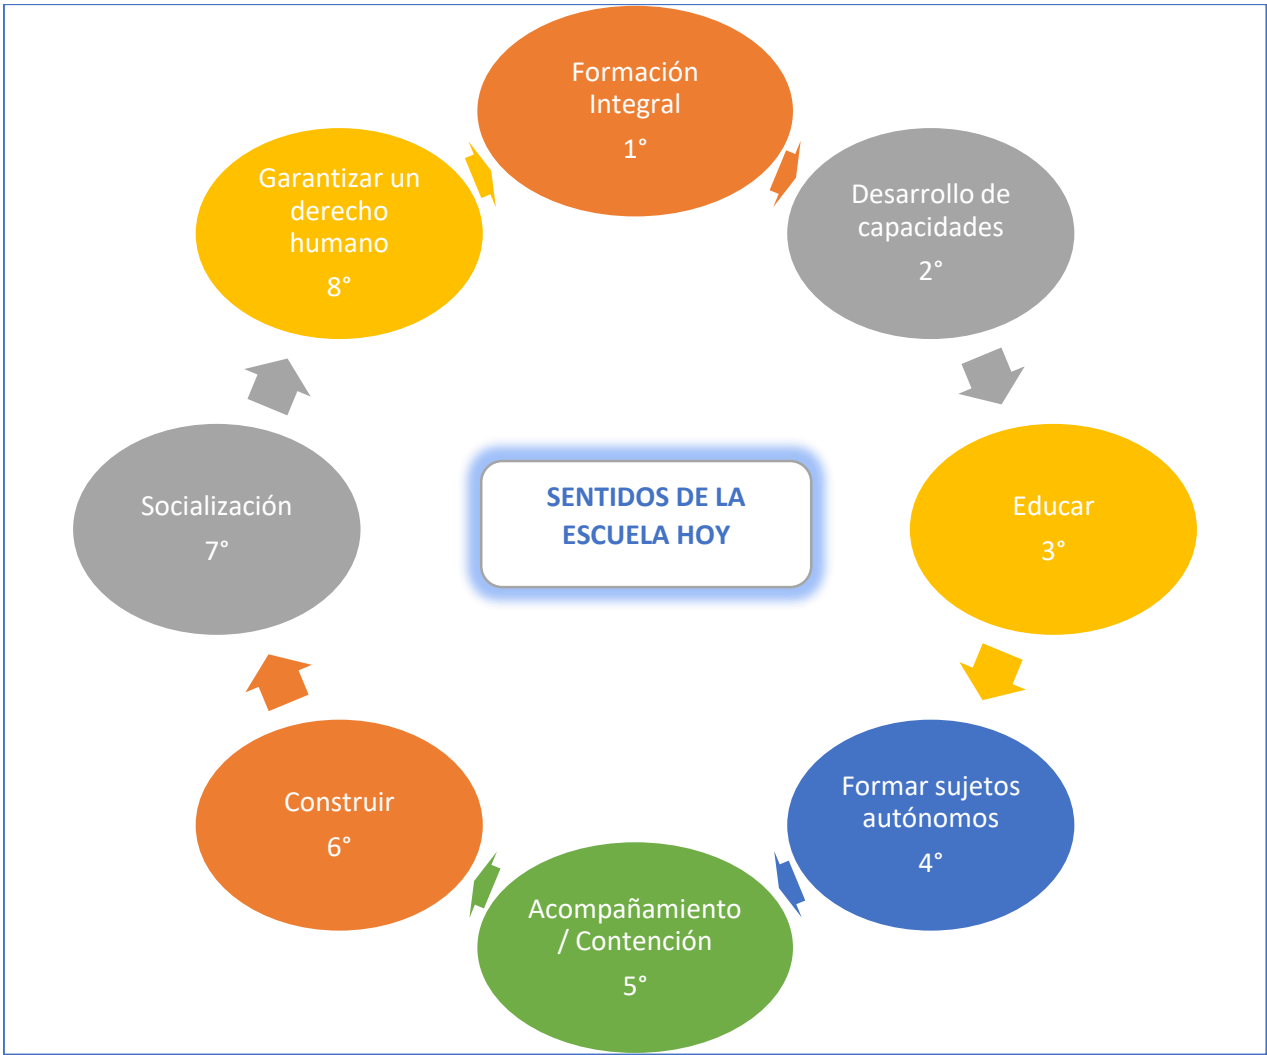 Formación
Integral
1°
Desarrollo de
capacidades
2°
Educar
3°
Formar sujetos
autónomos
4°
Acompañamiento
/ Contención
5°
Construir
6°
Socialización
7°
Garantizar un
derecho
humano
8°
SENTIDOS DE LA
ESCUELA HOY